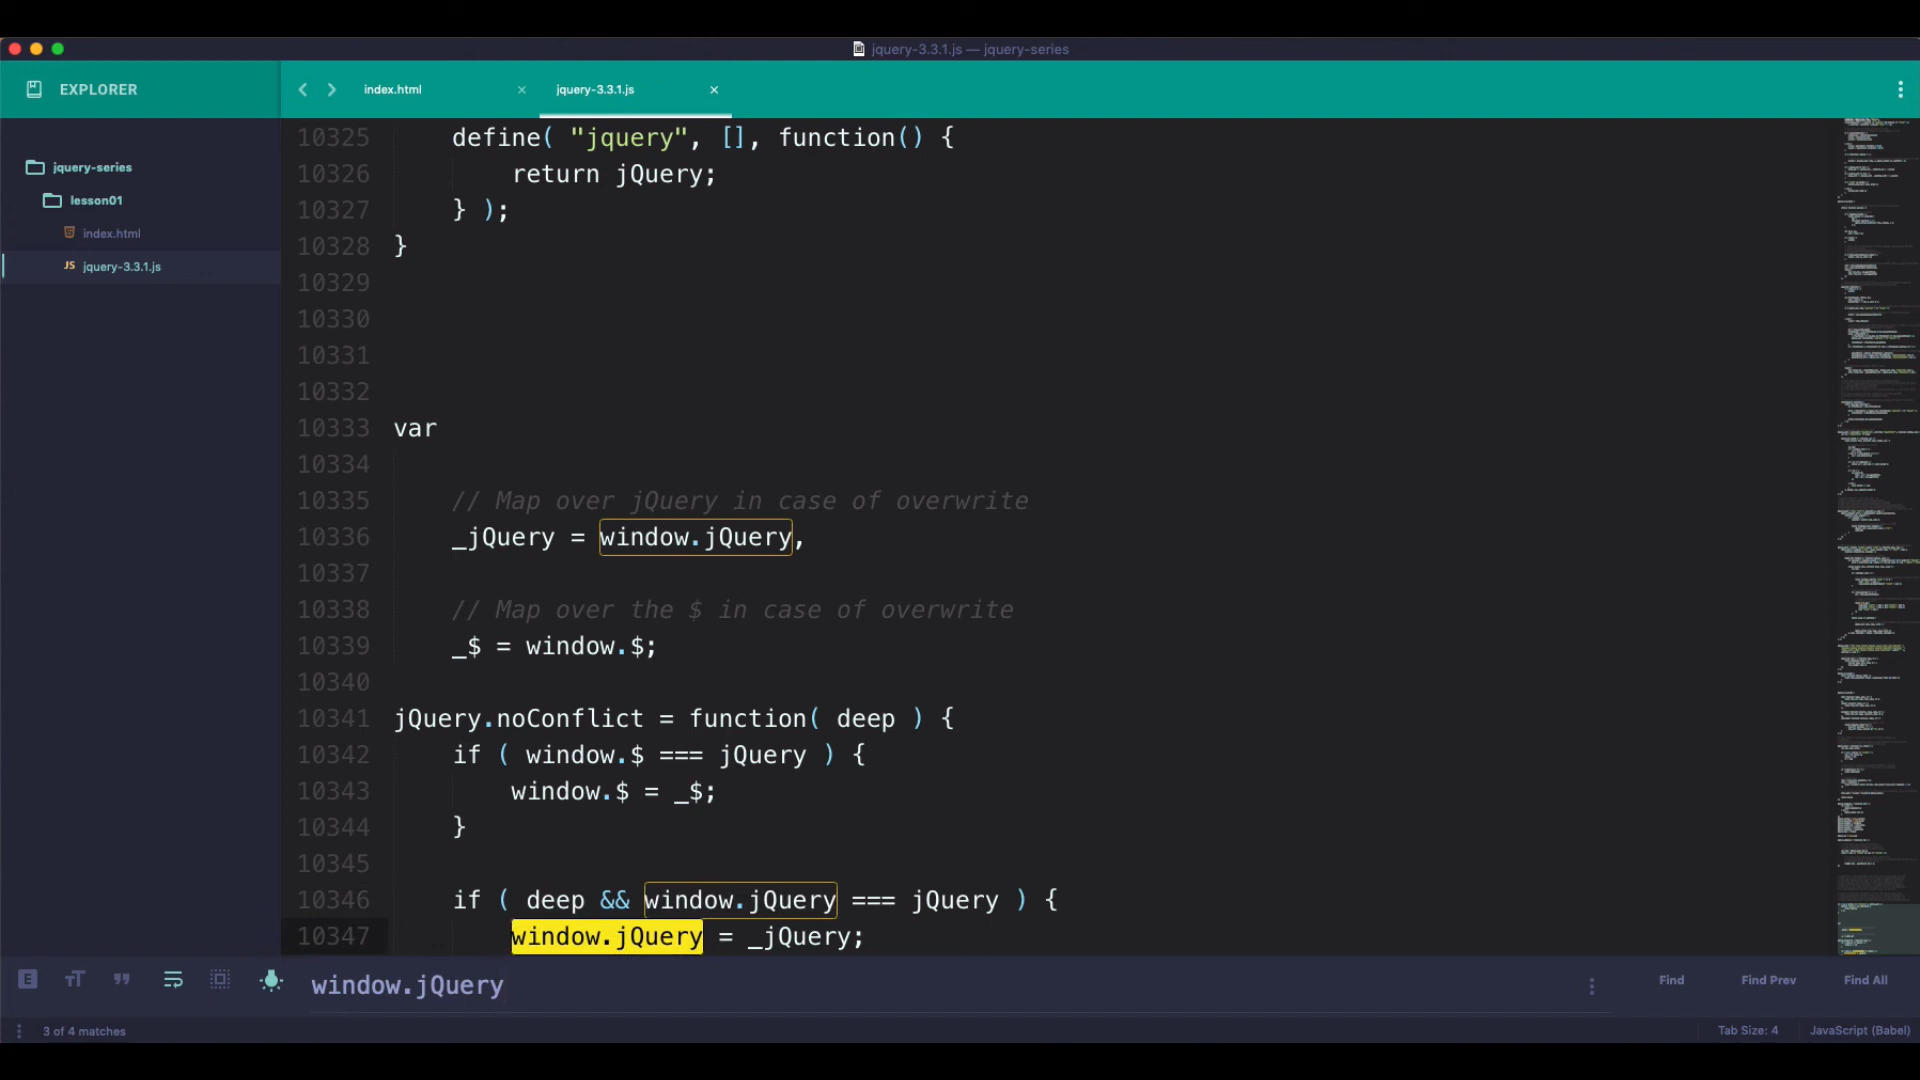 jquery-3.3.1.js — jquery-series
EXPLORER
index.html ×
jquery-3.3.1.js ×
jquery-series
lesson01
index.html
JS jquery-3.3.1.js
10325 define( "jquery", [], function() {
10326 return jQuery;
10327 } );
10328 }
10329
10330
10331
10332
10333 var
10334
10335 // Map over jQuery in case of overwrite
10336 _jQuery = window.jQuery,
10337
10338 // Map over the $ in case of overwrite
10339 _$ = window.$;
10340
10341 jQuery.noConflict = function( deep ) {
10342 if ( window.$ === jQuery ) {
10343 window.$ = _$;
10344 }
10345
10346 if ( deep && window.jQuery === jQuery ) {
10347 window.jQuery = _jQuery;
window.jQuery
Find Find Prev Find All
3 of 4 matches
Tab Size: 4 JavaScript (Babel)